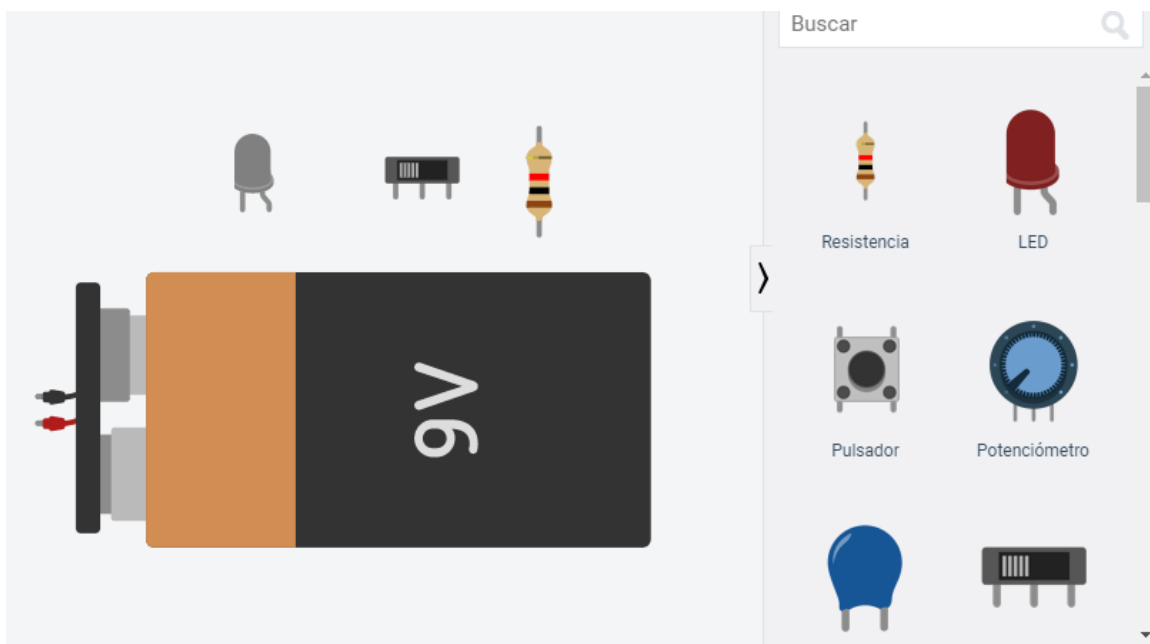 Buscar
Resistencia
LED
9V
Pulsador
Potenciómetro